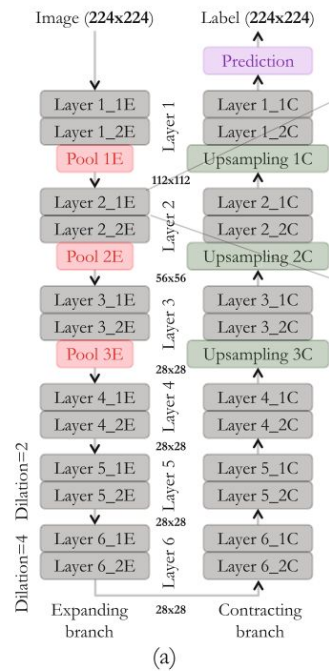 Image (224x224)
Label (224x224)
Prediction
Layer 1_1E
Layer 1_2E
Pool 1E
Layer 1
Layer 1_1C
Layer 1_2C
Upsampling 1C
112x112
Layer 2_1E
Layer 2_2E
Pool 2E
Layer 2
Layer 2_1C
Layer 2_2C
Upsampling 2C
56x56
Layer 3_1E
Layer 3_2E
Pool 3E
Layer 3
Layer 3_1C
Layer 3_2C
Upsampling 3C
28x28
Layer 4_1E
Layer 4_2E
Layer 4
Layer 4_1C
Layer 4_2C
28x28
Dilation=2
Layer 5_1E
Layer 5_2E
Layer 5
Layer 5_1C
Layer 5_2C
28x28
Dilation=4
Layer 6_1E
Layer 6_2E
Layer 6
Layer 6_1C
Layer 6_2C
28x28
Expanding
branch
Contracting
branch
(a)